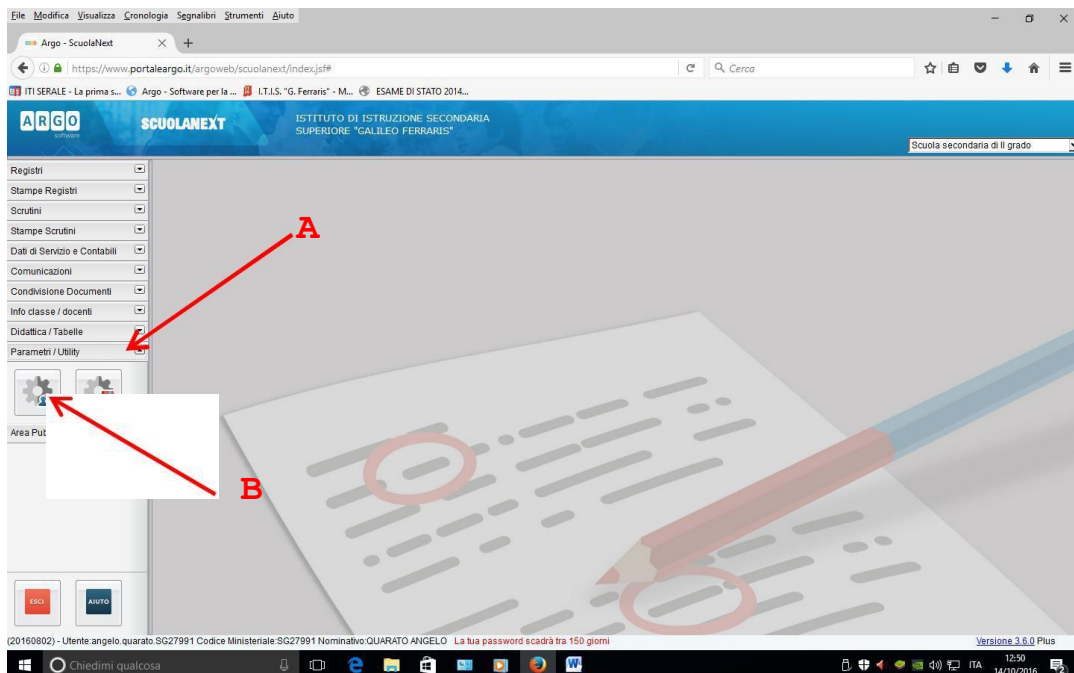 File Modifica Visualizza Cronologia Segnalibri Strumenti Aiuto
Argo - ScuolaNext
https://www.portaleargo.it/argoweb/scuolanext/index.jsf#
Cerca
ITI SERALE - La prima s... Argo - Software per la ... I.T.I.S. "G. Ferraris" - M... ESAME DI STATO 2014...
ARGO
software
SCUOLANEXT
ISTITUTO DI ISTRUZIONE SECONDARIA
SUPERIORE "GALILEO FERRARIS"
Scuola secondaria di II grado
Registri
Stampe Registri
Scrutini
Stampe Scrutini
A
Dati di Servizio e Contabili
Comunicazioni
Condivisione Documenti
Info classe / docenti
Didattica / Tabelle
Parametri / Utility
Area Pub
B
ESCI
AIUTO
(20160802) - Utente:angelo.quarato.SG27991 Codice Ministeriale:SG27991 Nominativo:QUARATO ANGELO La tua password scadrà tra 150 giorni
Versione 3.6.0 Plus
Chiedimi qualcosa
ITA
12:50
14/10/2016